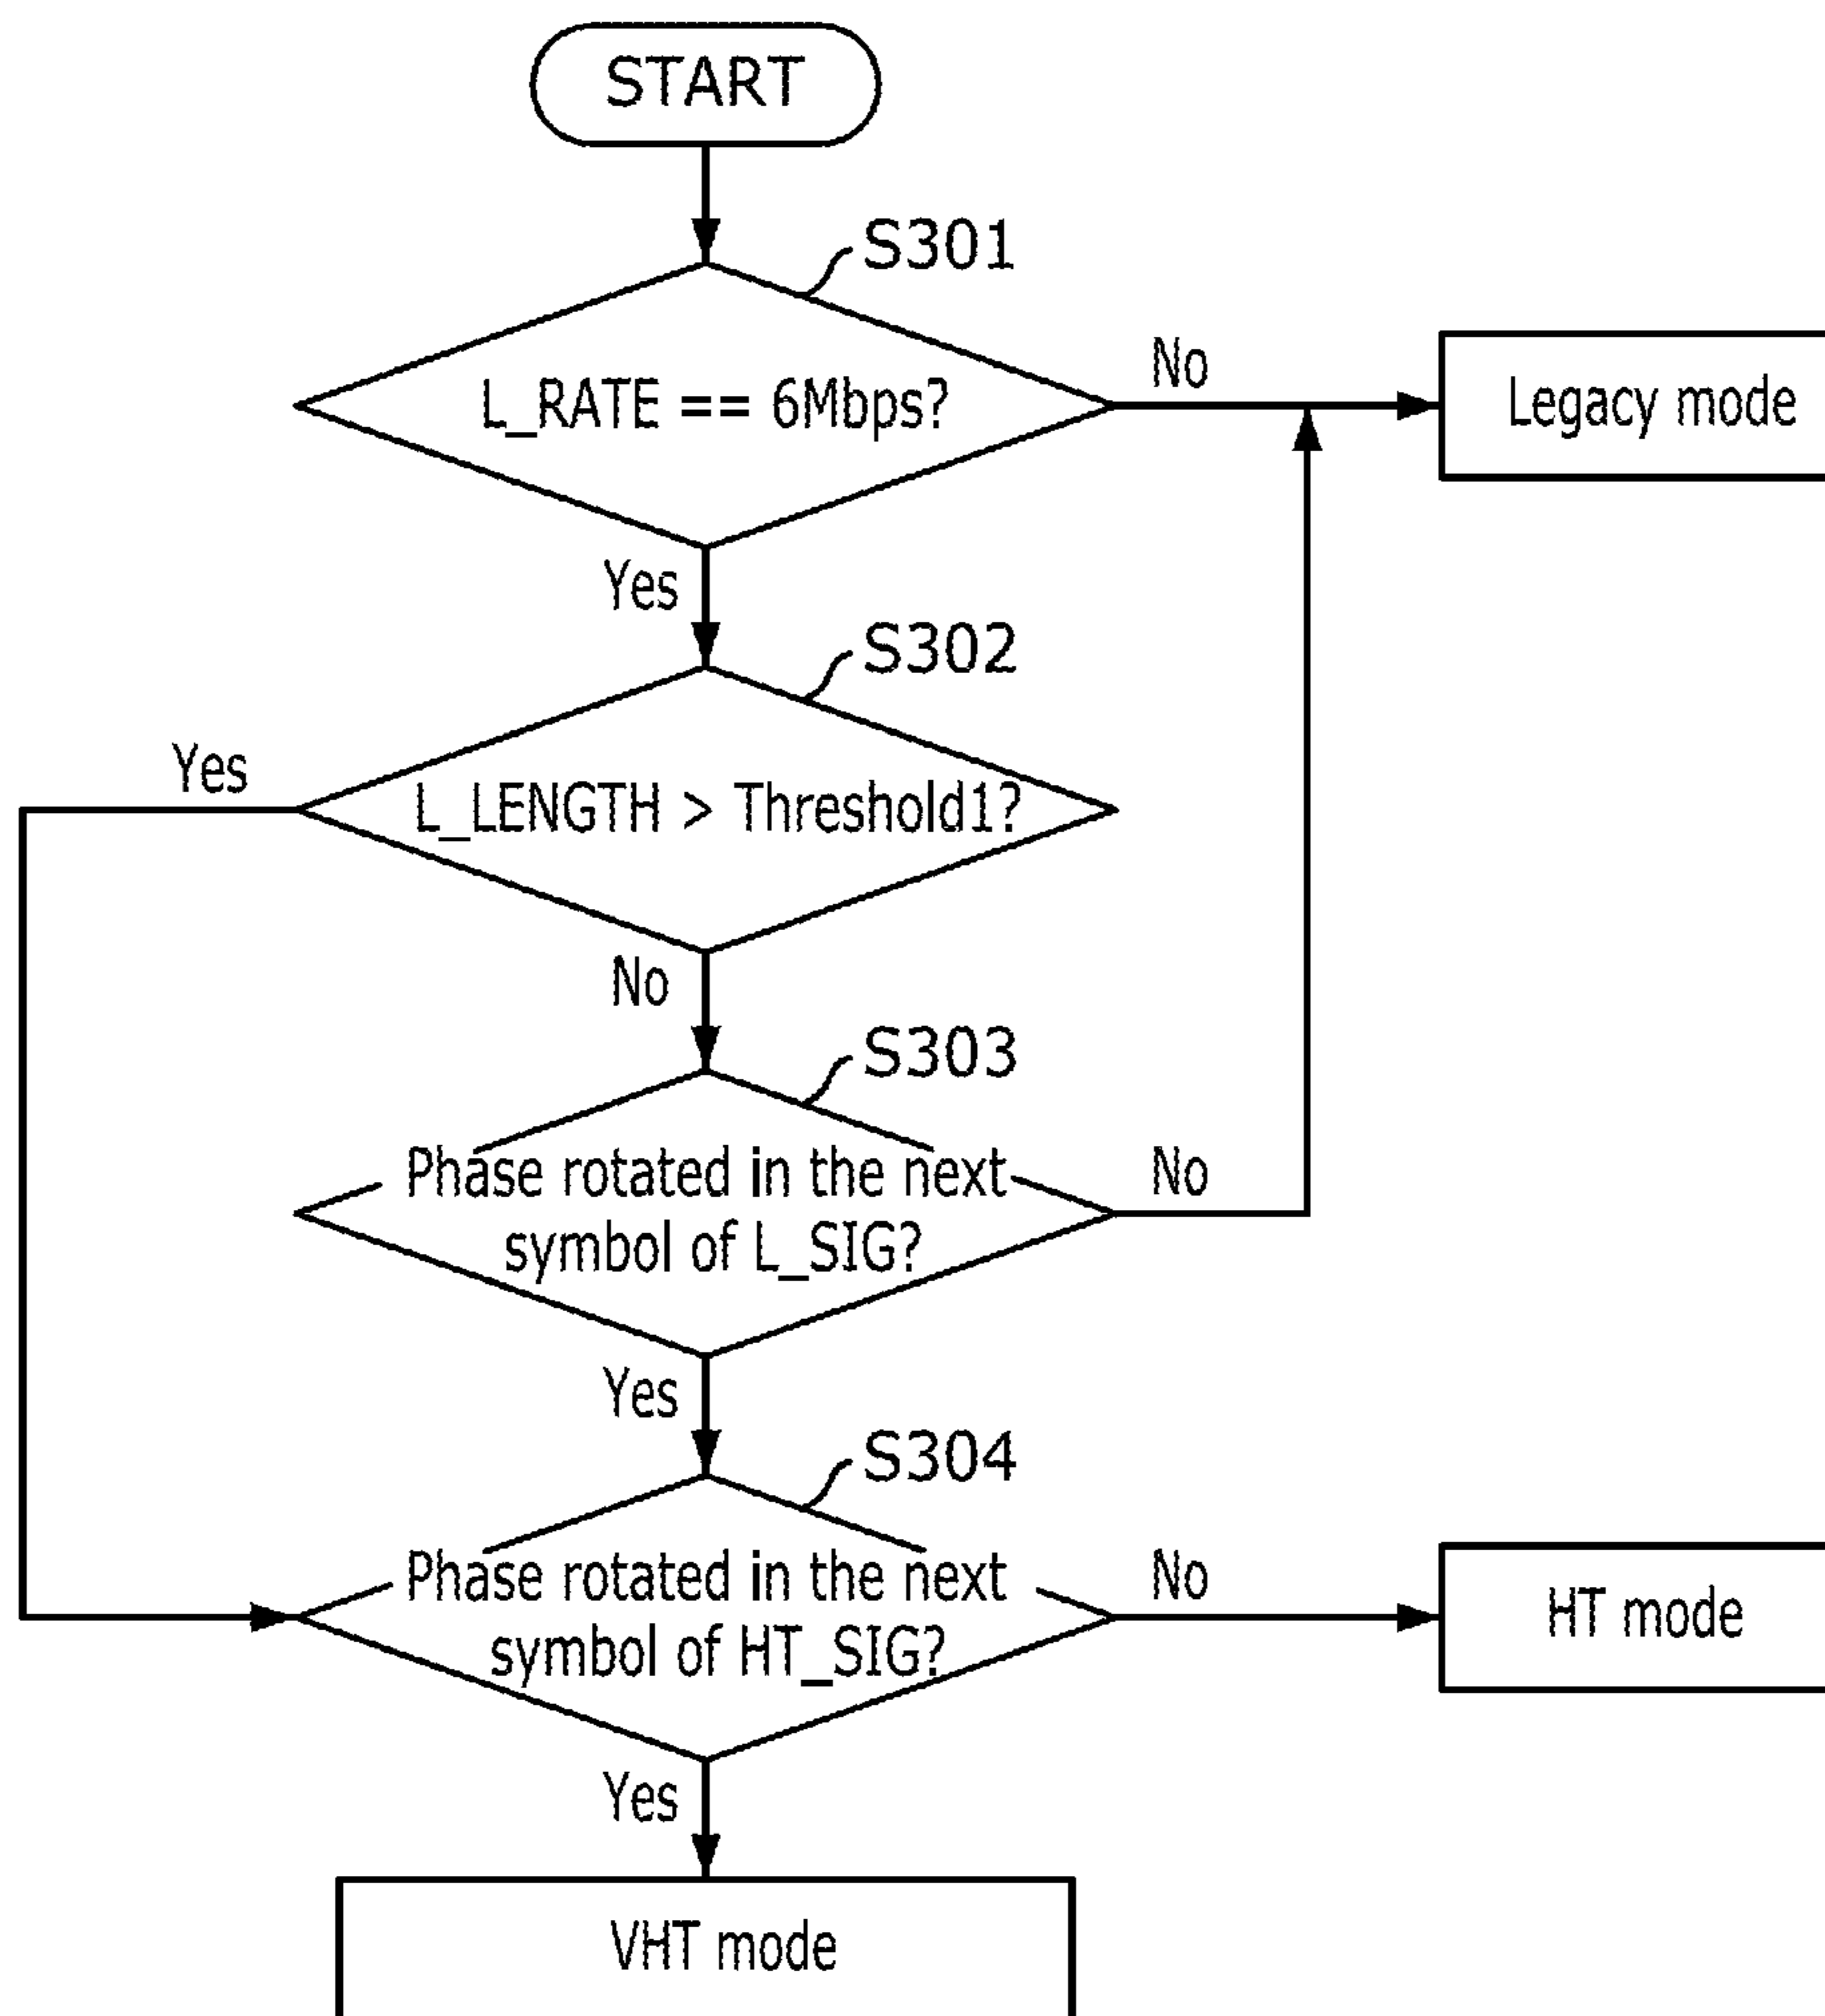 START
S301
L_RATE == 6Mbps?
No
Legacy mode
Yes
S302
Yes
L_LENGTH > Threshold1?
No
S303
Phase rotated in the next
symbol of L_SIG?
No
Yes
S304
Phase rotated in the next
symbol of HT_SIG?
No
HT mode
Yes
VHT mode